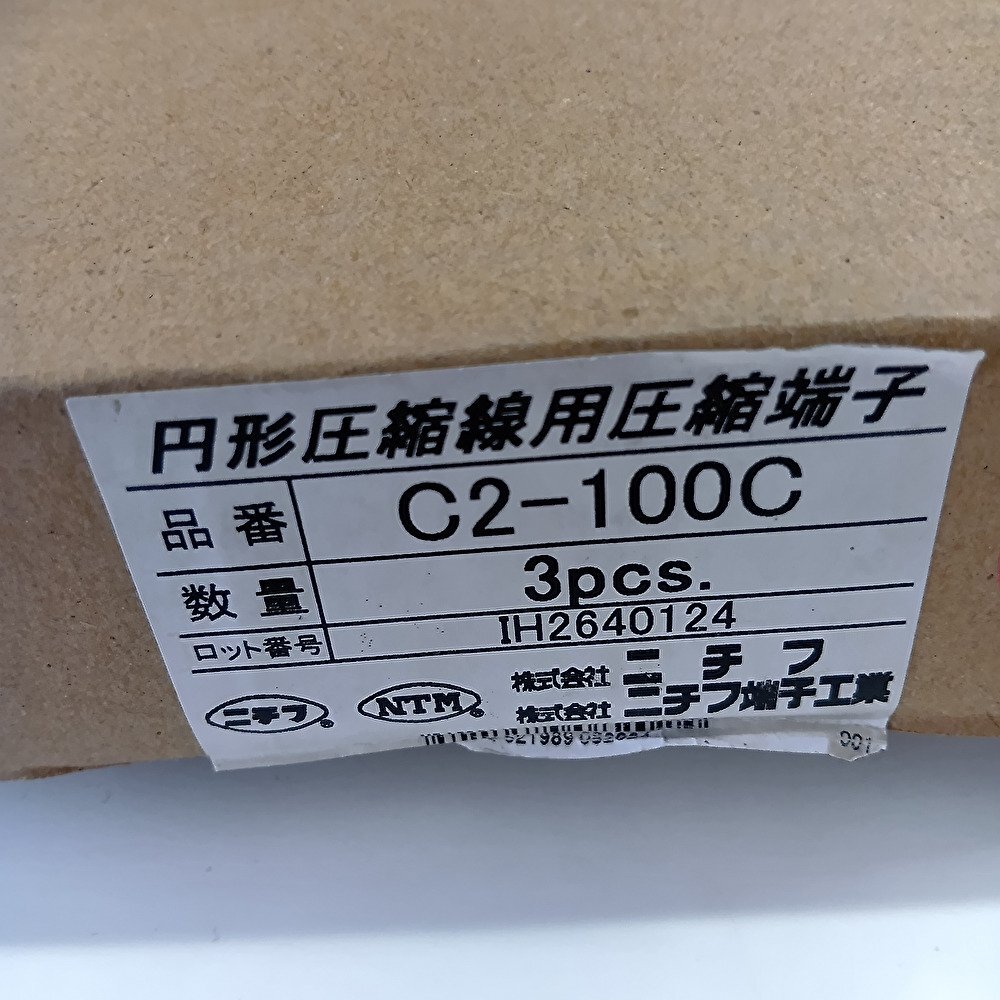 円形圧縮線用圧縮端子
品番 C2-100C
数量 3pcs.
ロット番号 IH2640124
ニチフ® NTM® 株式会社 ニチフ
株式会社 ニチフ端子工業
001